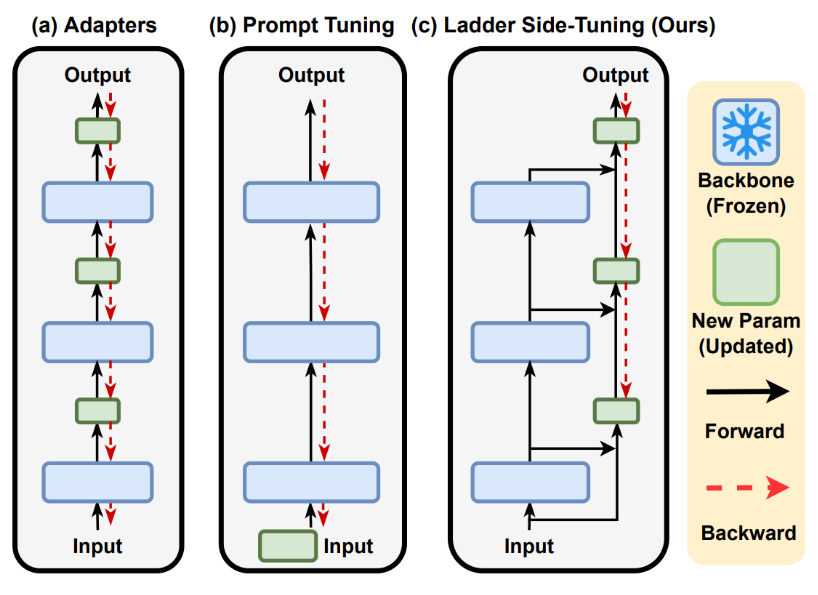 (a) Adapters
(b) Prompt Tuning
(c) Ladder Side-Tuning (Ours)
Output
Input
Output
Input
Output
Input
Backbone
(Frozen)
New Param
(Updated)
Forward
Backward